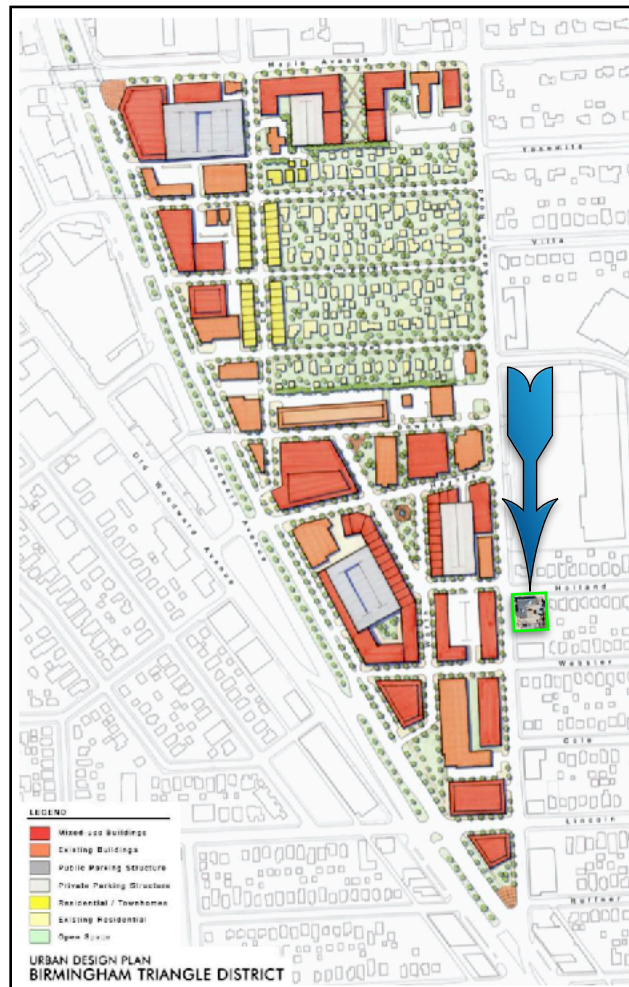 Maple Avenue
Yosemite
Villa
Adams Road
Old Woodward Avenue
Woodward Avenue
Holland
Webster
Cole
Lincoln
Ruffner
LEGEND
Mixed-use Buildings
Existing Buildings
Public Parking Structure
Private Parking Structure
Residential / Townhomes
Existing Residential
Open Space
URBAN DESIGN PLAN
BIRMINGHAM TRIANGLE DISTRICT